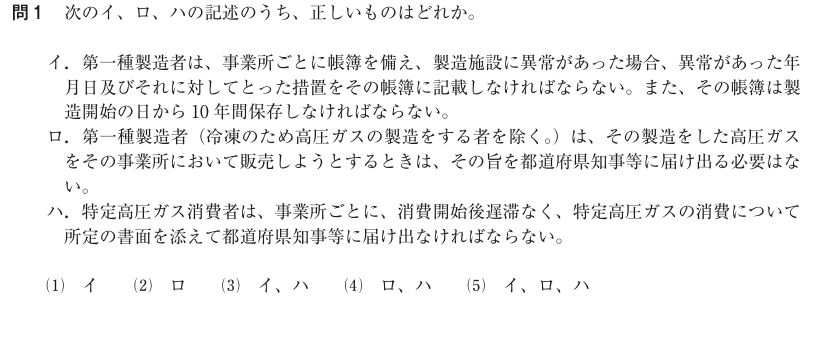 問1 次のイ、ロ、ハの記述のうち、正しいものはどれか。
イ．第一種製造者は、事業所ごとに帳簿を備え、製造施設に異常があった場合、異常があった年
月日及びそれに対してとった措置をその帳簿に記載しなければならない。また、その帳簿は製
造開始の日から 10 年間保存しなければならない。
ロ．第一種製造者（冷凍のため高圧ガスの製造をする者を除く。）は、その製造をした高圧ガス
をその事業所において販売しようとするときは、その旨を都道府県知事等に届け出る必要はな
い。
ハ．特定高圧ガス消費者は、事業所ごとに、消費開始後遅滞なく、特定高圧ガスの消費について
所定の書面を添えて都道府県知事等に届け出なければならない。
(1) イ (2) ロ (3) イ、ハ (4) ロ、ハ (5) イ、ロ、ハ